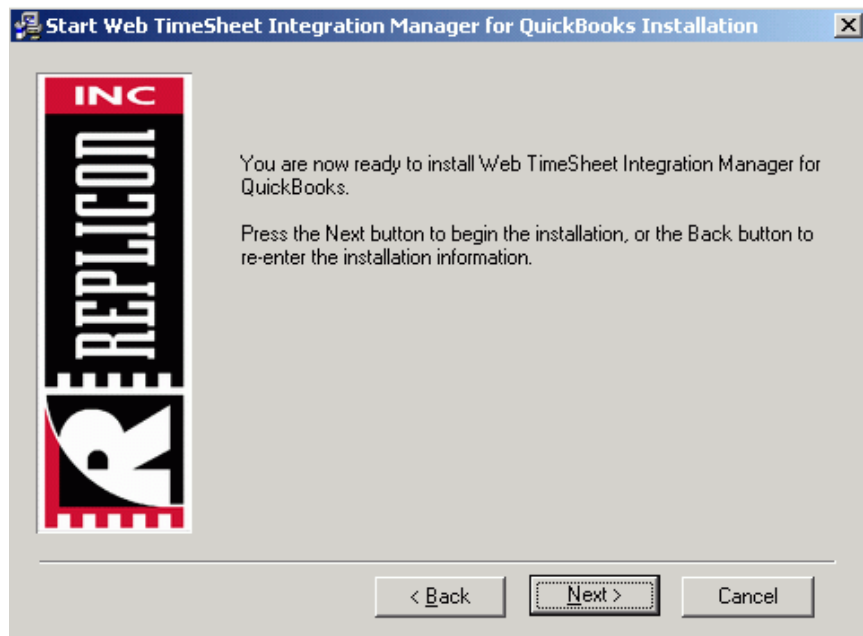 Start Web TimeSheet Integration Manager for QuickBooks Installation
INC
REPLICON
R
You are now ready to install Web TimeSheet Integration Manager for
QuickBooks.
Press the Next button to begin the installation, or the Back button to
re-enter the installation information.
< Back
Next >
Cancel